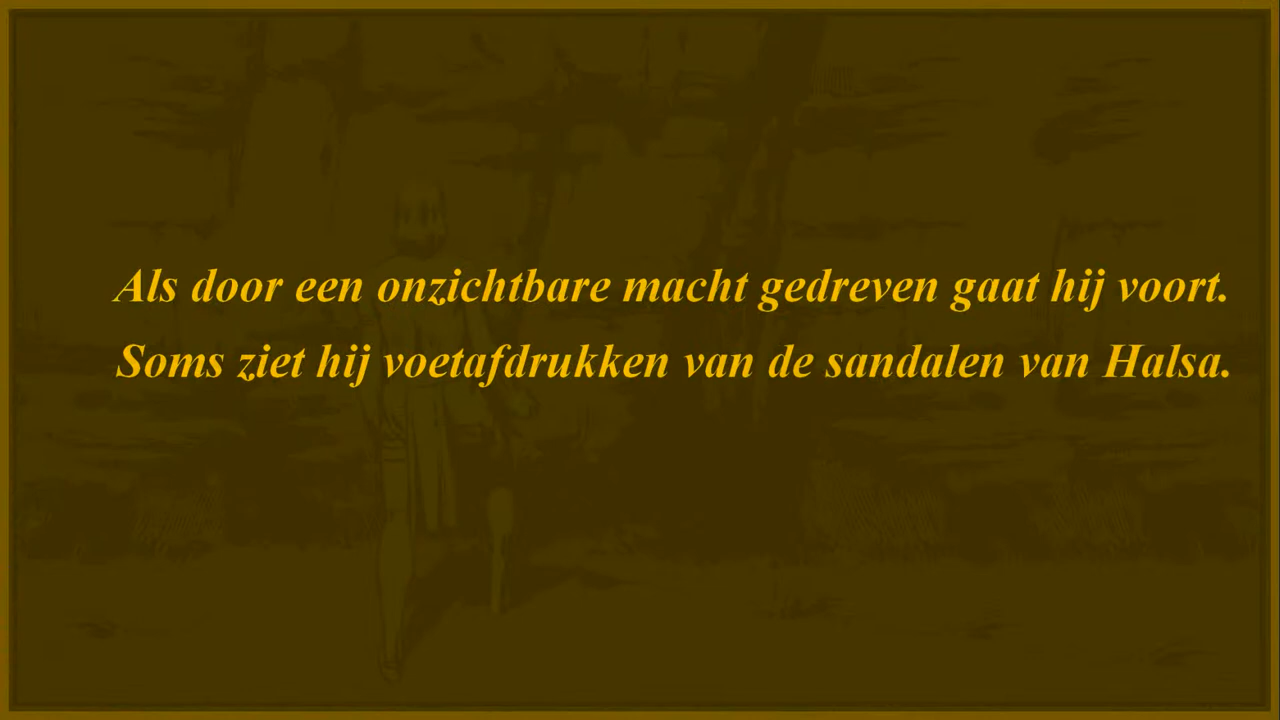 Als door een onzichtbare macht gedreven gaat hij voort.
Soms ziet hij voetafdrukken van de sandalen van Halsa.